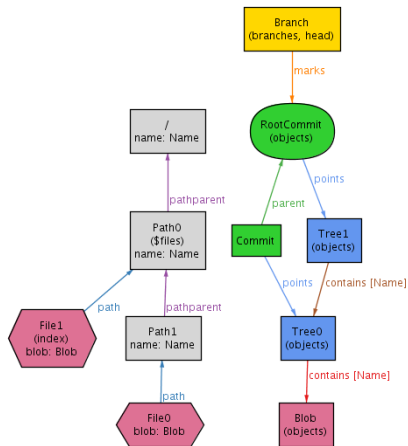 Branch
(branches, head)
marks
/
name: Name
RootCommit
(objects)
pathparent
parent
points
Path0
($files)
name: Name
Commit
Tree1
(objects)
path
pathparent
points
contains [Name]
File1
(index)
blob: Blob
Path1
name: Name
Tree0
(objects)
path
contains [Name]
File0
blob: Blob
Blob
(objects)